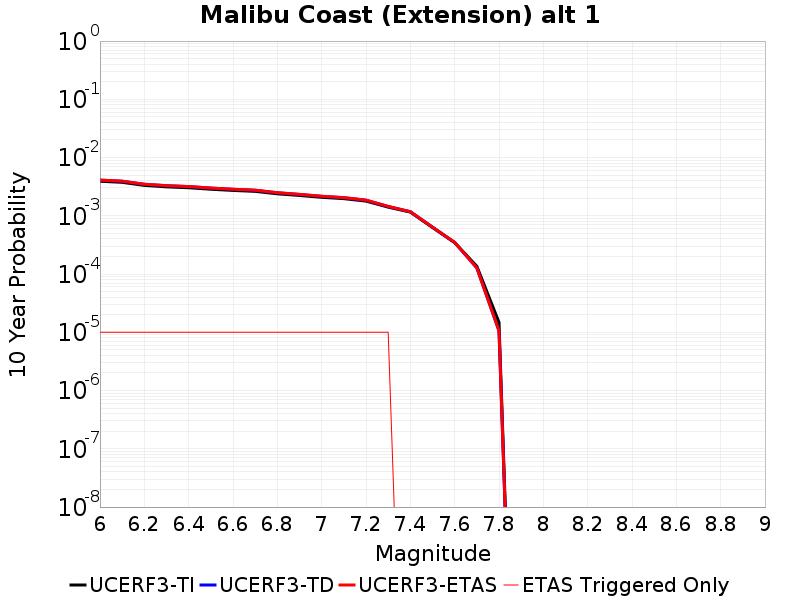 Malibu Coast (Extension) alt 1
10^0
10^-1
10^-2
10^-3
10^-4
10^-5
10^-6
10^-7
10^-8
10 Year Probability
6 6.2 6.4 6.6 6.8 7 7.2 7.4 7.6 7.8 8 8.2 8.4 8.6 8.8 9
Magnitude
UCERF3-TI UCERF3-TD UCERF3-ETAS ETAS Triggered Only